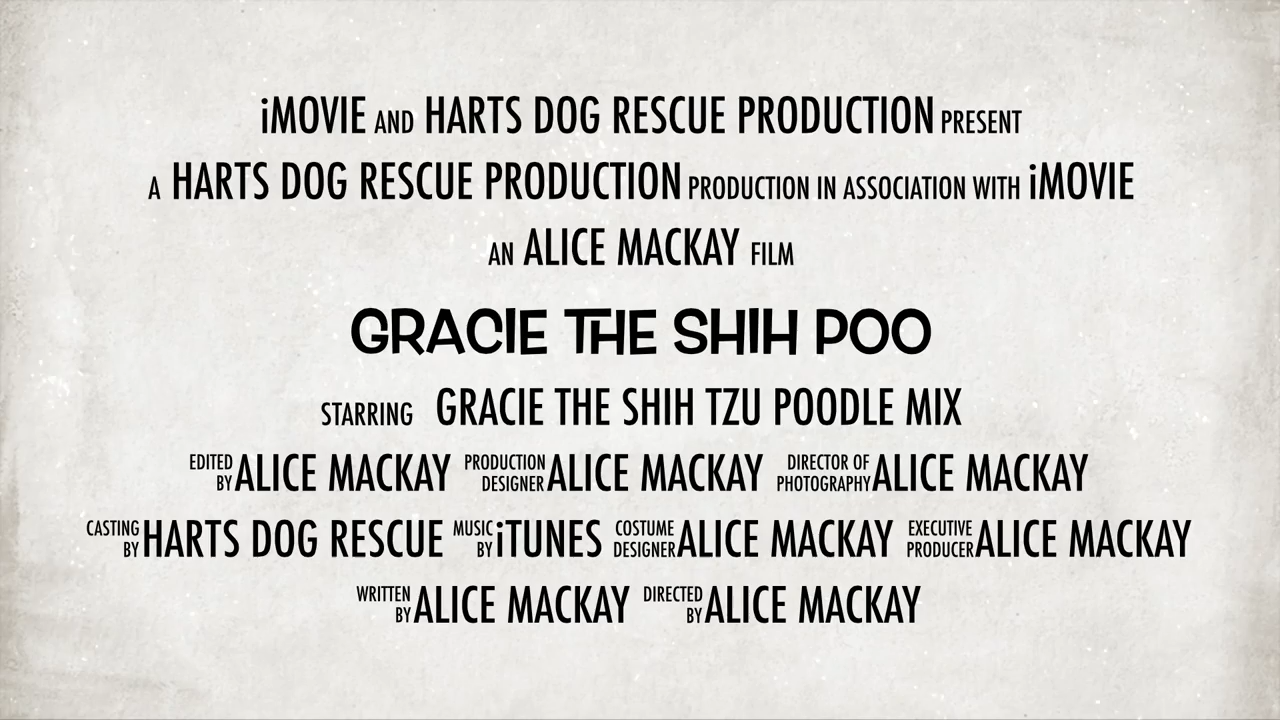 iMOVIE AND HARTS DOG RESCUE PRODUCTION PRESENT
A HARTS DOG RESCUE PRODUCTION PRODUCTION IN ASSOCIATION WITH iMOVIE
AN ALICE MACKAY FILM
GRACIE THE SHIH POO
STARRING GRACIE THE SHIH TZU POODLE MIX
EDITED BY ALICE MACKAY PRODUCTION DESIGNER ALICE MACKAY DIRECTOR OF PHOTOGRAPHY ALICE MACKAY
CASTING BY HARTS DOG RESCUE MUSIC BY iTUNES COSTUME DESIGNER ALICE MACKAY EXECUTIVE PRODUCER ALICE MACKAY
WRITTEN BY ALICE MACKAY DIRECTED BY ALICE MACKAY